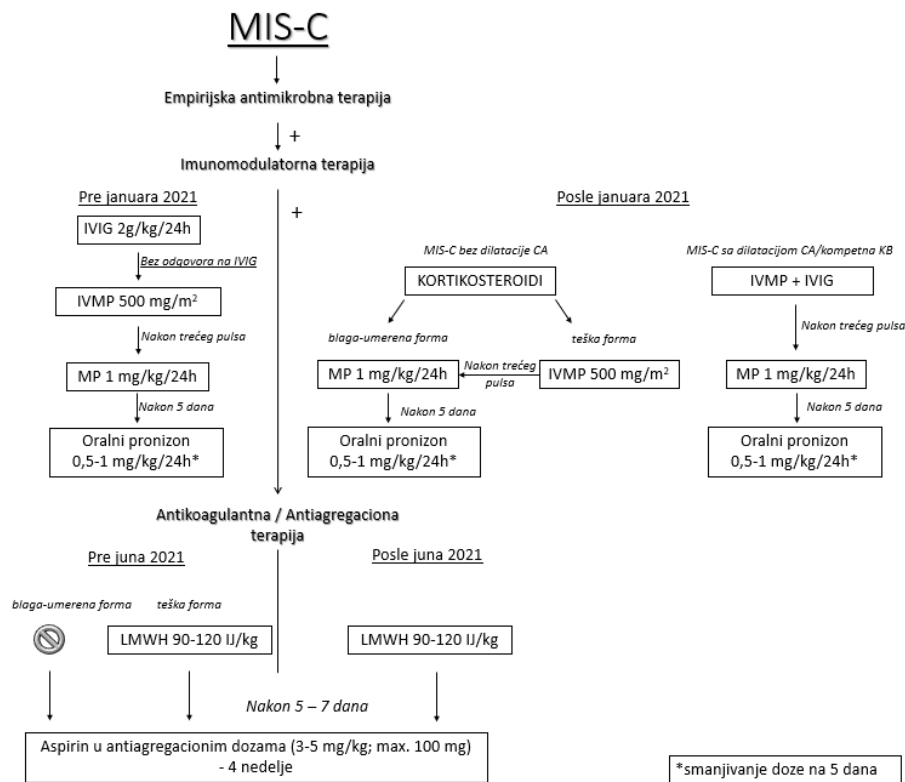 MIS-C
Empirijska antimikrobna terapija
+
Imunomodulatorna terapija
+
Pre januara 2021
IVIG 2g/kg/24h
Bez odgovora na IVIG
IVMP 500 mg/m²
Nakon trećeg pulsa
MP 1 mg/kg/24h
Nakon 5 dana
Oralni pronizon
0,5-1 mg/kg/24h*
Posle januara 2021
MIS-C bez dilatacije CA
KORTIKOSTEROIDI
blaga-umerena forma
teška forma
MP 1 mg/kg/24h
Nakon trećeg
pulsa
IVMP 500 mg/m²
Nakon 5 dana
Oralni pronizon
0,5-1 mg/kg/24h*
MIS-C sa dilatacijom CA/kompetna KB
IVMP + IVIG
Nakon trećeg pulsa
MP 1 mg/kg/24h
Nakon 5 dana
Oralni pronizon
0,5-1 mg/kg/24h*
Antikoagulantna / Antiagregaciona
terapija
Pre juna 2021
blaga-umerena forma
teška forma
LMWH 90-120 IJ/kg
Posle juna 2021
LMWH 90-120 IJ/kg
Nakon 5 – 7 dana
Aspirin u antiagregacionim dozama (3-5 mg/kg; max. 100 mg)
- 4 nedelje
*smanjivanje doze na 5 dana